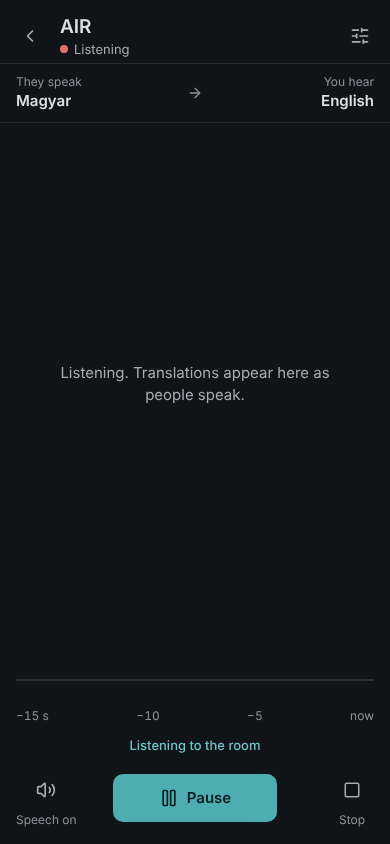 AIR
Listening
They speak
You hear
Magyar
English
Listening. Translations appear here as
people speak.
−15 s
−10
−5
now
Listening to the room
Pause
Speech on
Stop